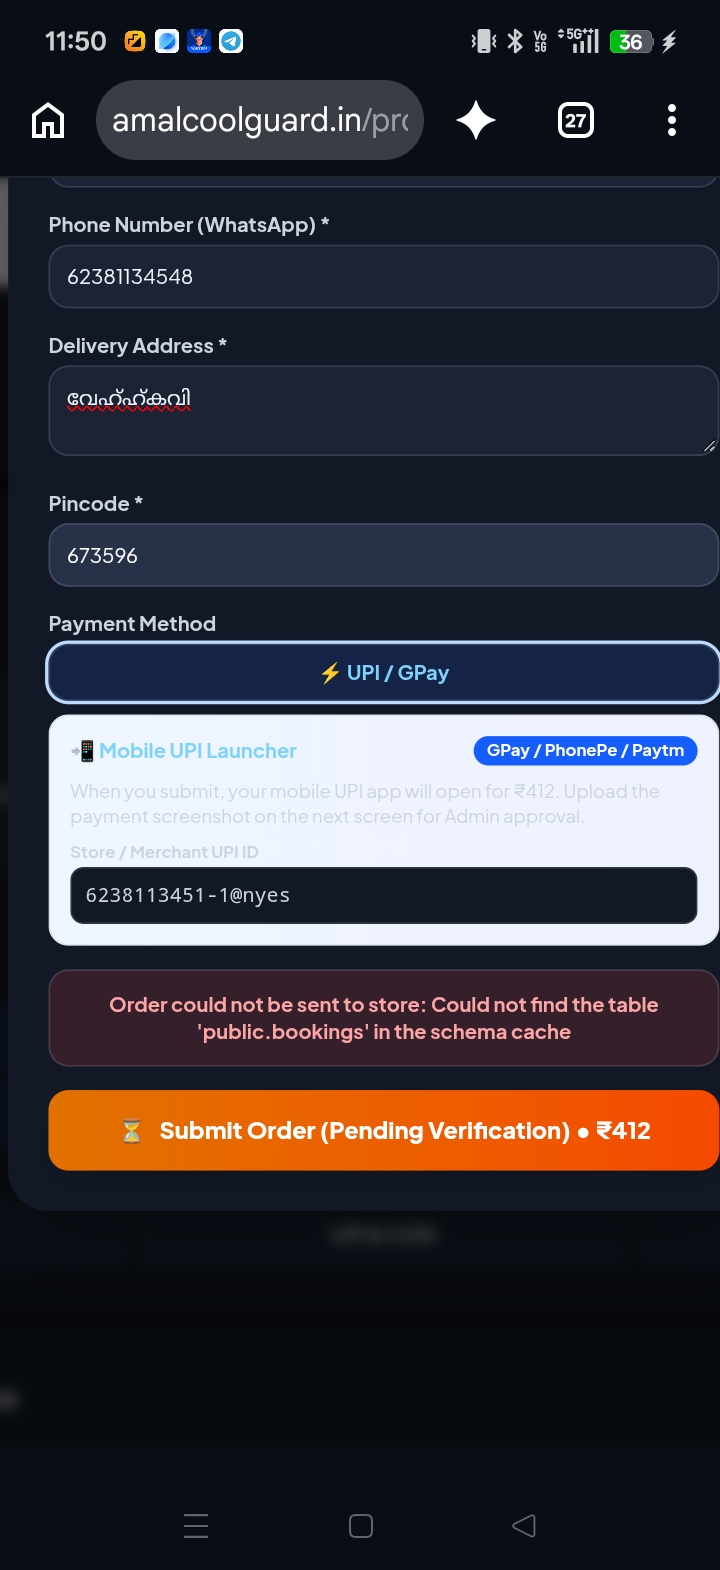 11:50
Vo 5G
5G++
36
amalcoolguard.in/pro
27
Phone Number (WhatsApp) *
62381134548
Delivery Address *
വേഹ്ഹ്കവി
Pincode *
673596
Payment Method
⚡ UPI / GPay
📲 Mobile UPI Launcher
GPay / PhonePe / Paytm
When you submit, your mobile UPI app will open for ₹412. Upload the
payment screenshot on the next screen for Admin approval.
Store / Merchant UPI ID
6238113451-1@nyes
Order could not be sent to store: Could not find the table
'public.bookings' in the schema cache
⏳ Submit Order (Pending Verification) • ₹412